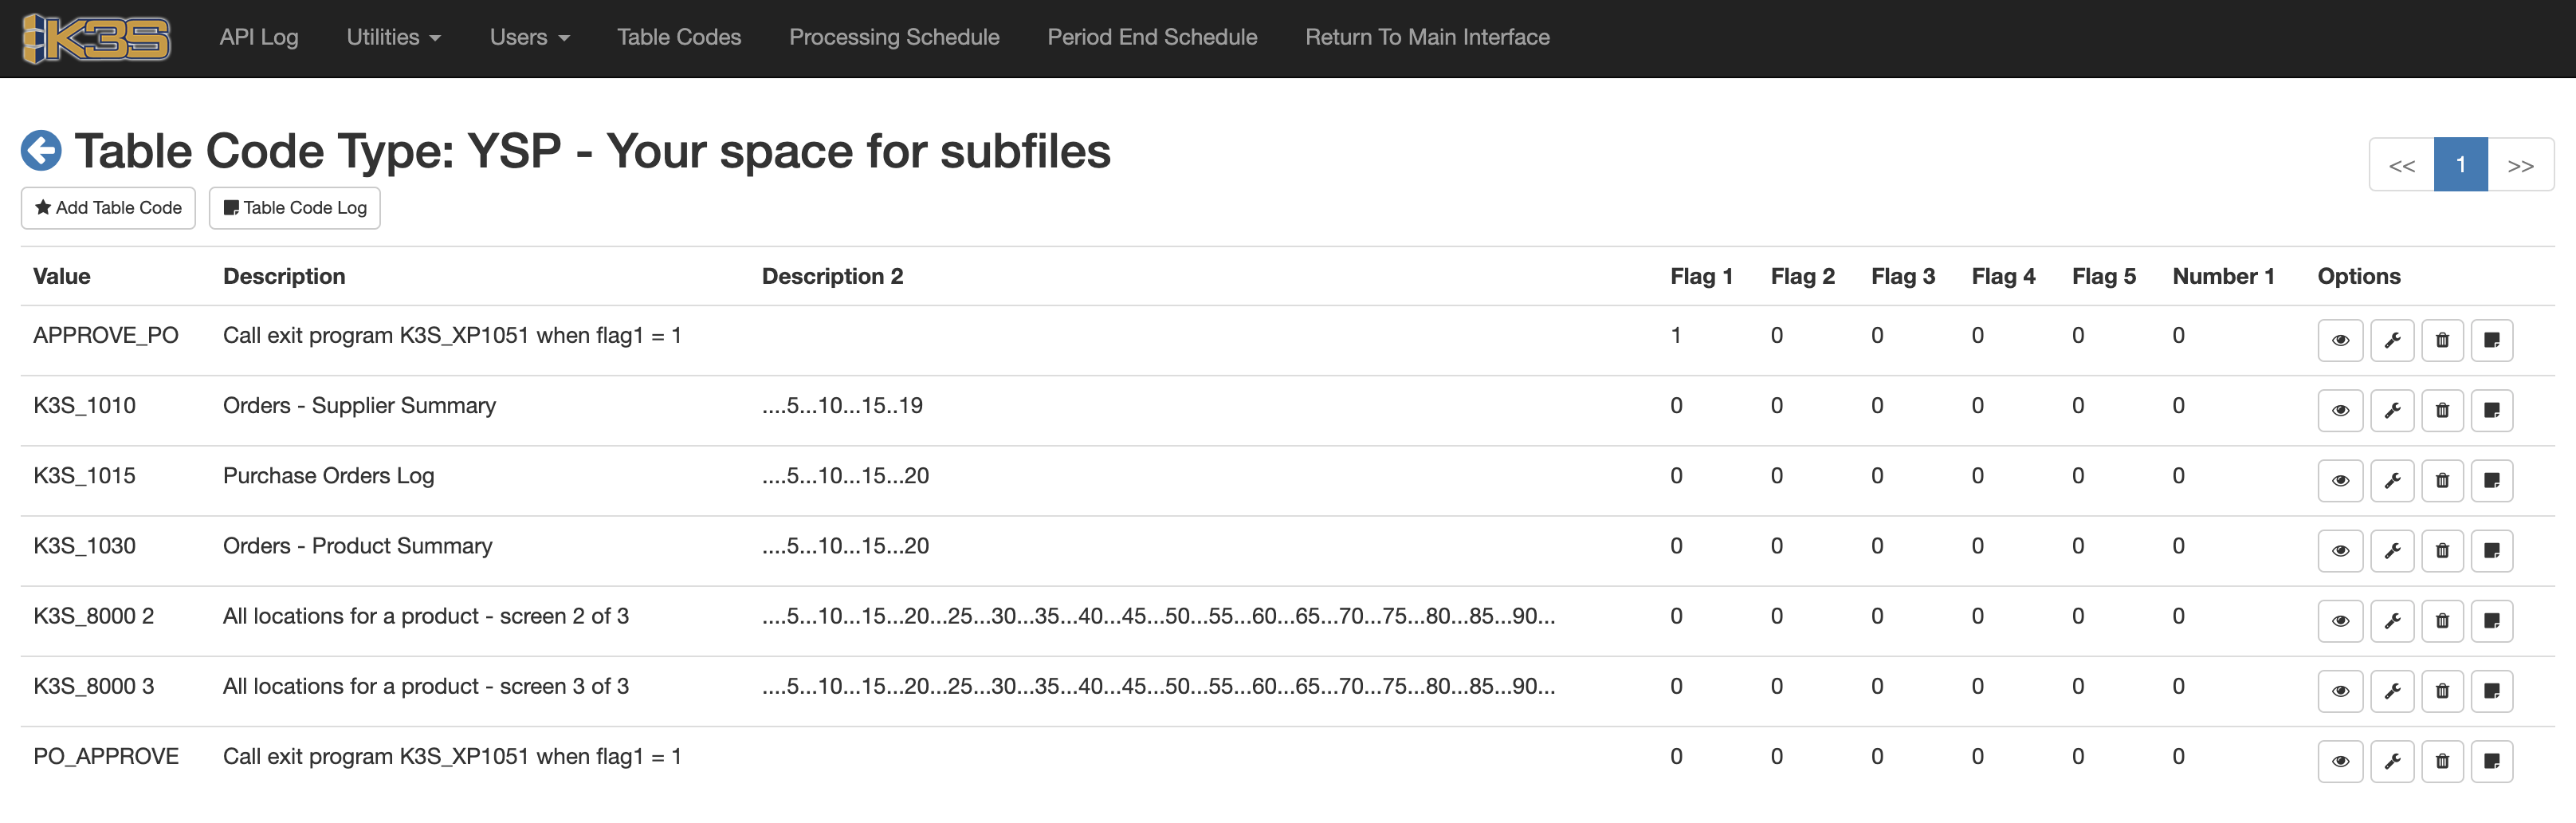 K3S API Log Utilities Users Table Codes Processing Schedule Period End Schedule Return To Main Interface
Table Code Type: YSP - Your space for subfiles
<< 1 >>
Add Table Code Table Code Log
Value Description Description 2 Flag 1 Flag 2 Flag 3 Flag 4 Flag 5 Number 1 Options
APPROVE_PO Call exit program K3S_XP1051 when flag1 = 1 1 0 0 0 0 0
K3S_1010 Orders - Supplier Summary ....5...10...15..19 0 0 0 0 0 0
K3S_1015 Purchase Orders Log ....5...10...15...20 0 0 0 0 0 0
K3S_1030 Orders - Product Summary ....5...10...15...20 0 0 0 0 0 0
K3S_8000 2 All locations for a product - screen 2 of 3 ....5...10...15...20...25...30...35...40...45...50...55...60...65...70...75...80...85...90... 0 0 0 0 0 0
K3S_8000 3 All locations for a product - screen 3 of 3 ....5...10...15...20...25...30...35...40...45...50...55...60...65...70...75...80...85...90... 0 0 0 0 0 0
PO_APPROVE Call exit program K3S_XP1051 when flag1 = 1 0 0 0 0 0 0